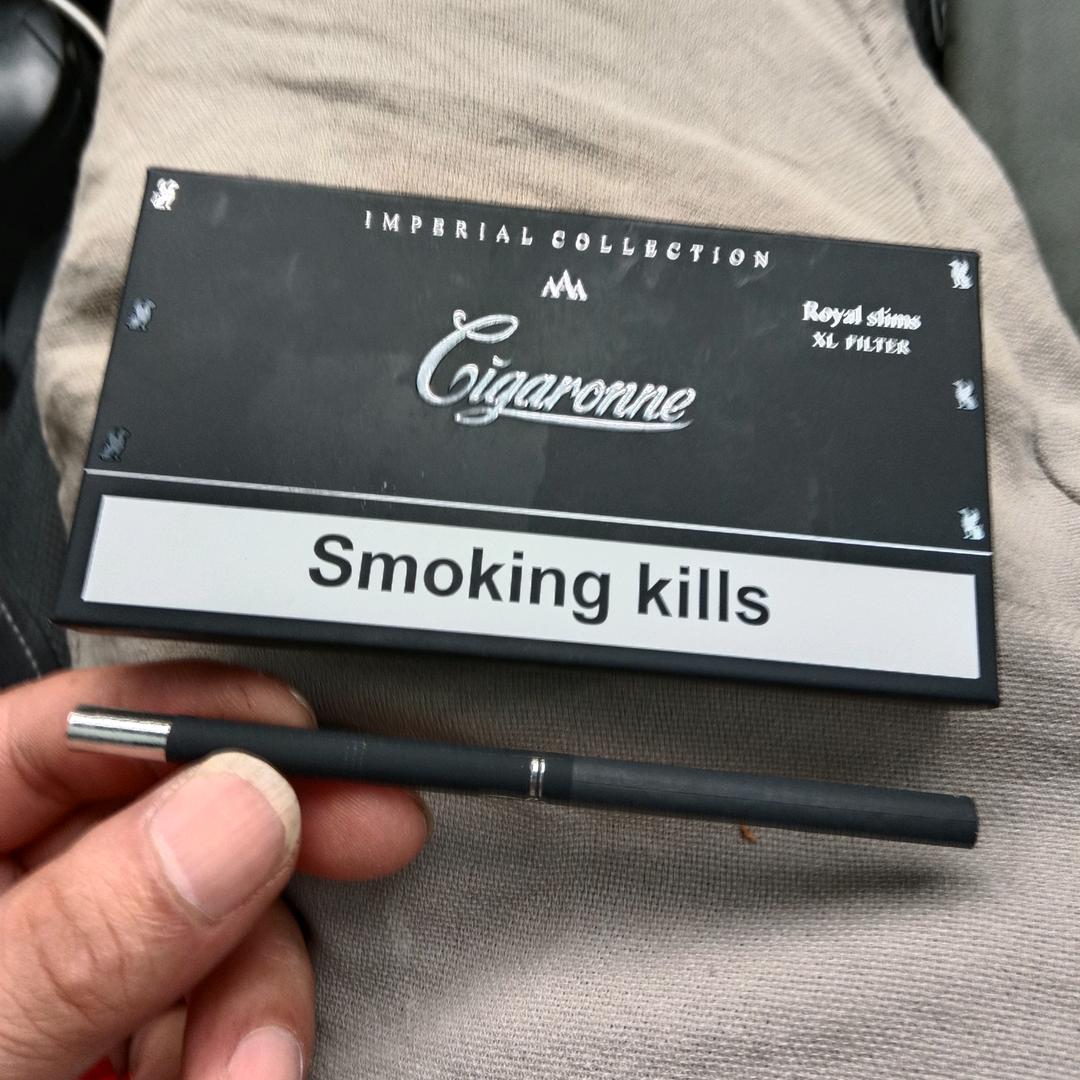 IMPERIAL COLLECTION
Cigaronne
Royal slims
XL FILTER
Smoking kills